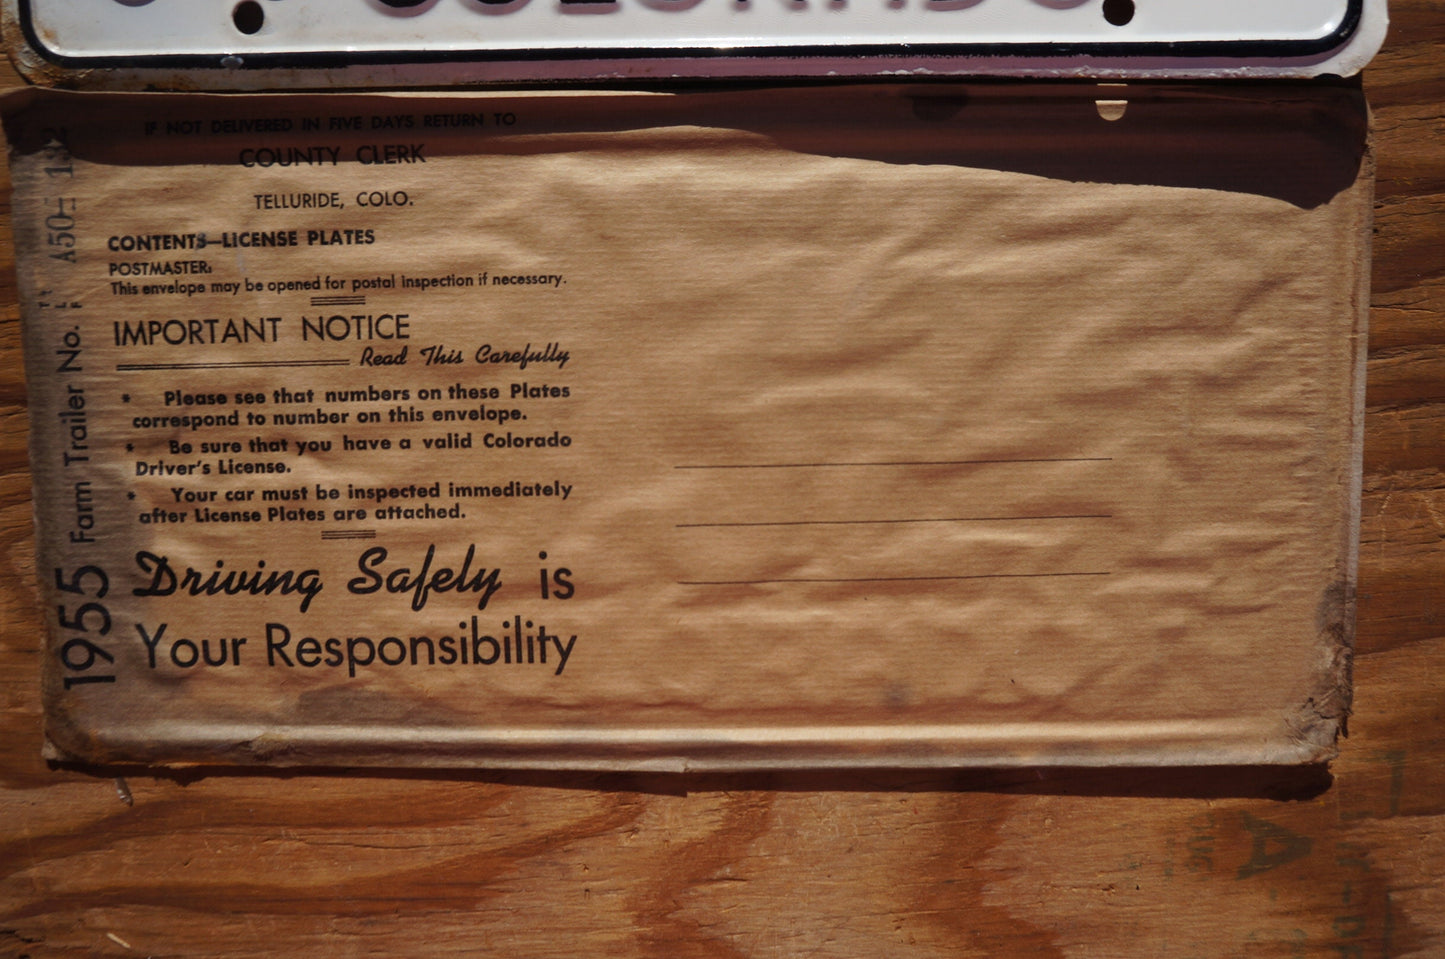 COLORADO
IF NOT DELIVERED IN FIVE DAYS RETURN TO
COUNTY CLERK
TELLURIDE, COLO.
CONTENTS—LICENSE PLATES
POSTMASTER:
This envelope may be opened for postal inspection if necessary.
IMPORTANT NOTICE
Read This Carefully
* Please see that numbers on these Plates
correspond to number on this envelope.
* Be sure that you have a valid Colorado
Driver's License.
* Your car must be inspected immediately
after License Plates are attached.
Driving Safely is
Your Responsibility
1955 Farm Trailer No.